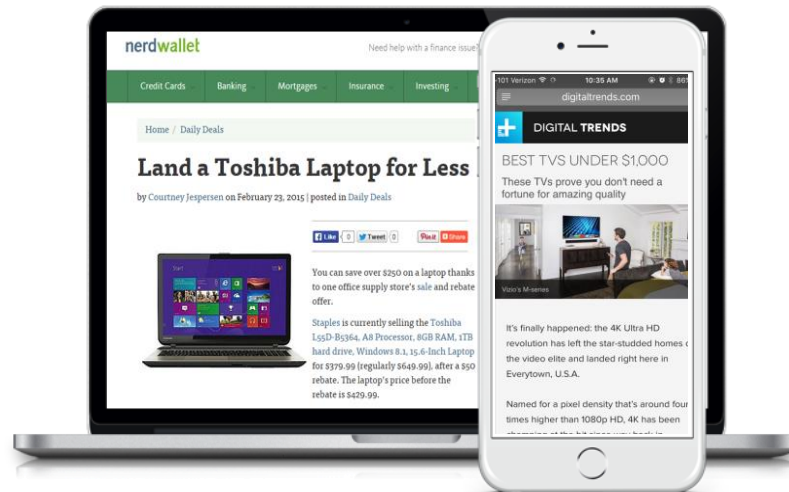 nerdwallet
Need help with a finance issue?
Credit Cards
Banking
Mortgages
Insurance
Investing
Home / Daily Deals
Land a Toshiba Laptop for Less
by Courtney Jespersen on February 23, 2015 | posted in Daily Deals
Like 0 Tweet 0 Pin it Share
Start
You can save over $250 on a laptop thanks
to one office supply store's sale and rebate
offer.
Staples is currently selling the Toshiba
L55D-B5364, A8 Processor, 8GB RAM, 1TB
hard drive, Windows 8.1, 15.6-Inch Laptop
for $379.99 (regularly $649.99), after a $50
rebate. The laptop's price before the
rebate is $429.99.
101 Verizon 10:35 AM 86%
digitaltrends.com
DIGITAL TRENDS
BEST TVS UNDER $1,000
These TVs prove you don't need a
fortune for amazing quality
Vizio's M-series
It's finally happened: the 4K Ultra HD
revolution has left the star-studded homes
the video elite and landed right here in
Everytown, U.S.A.
Named for a pixel density that's around four
times higher than 1080p HD, 4K has been